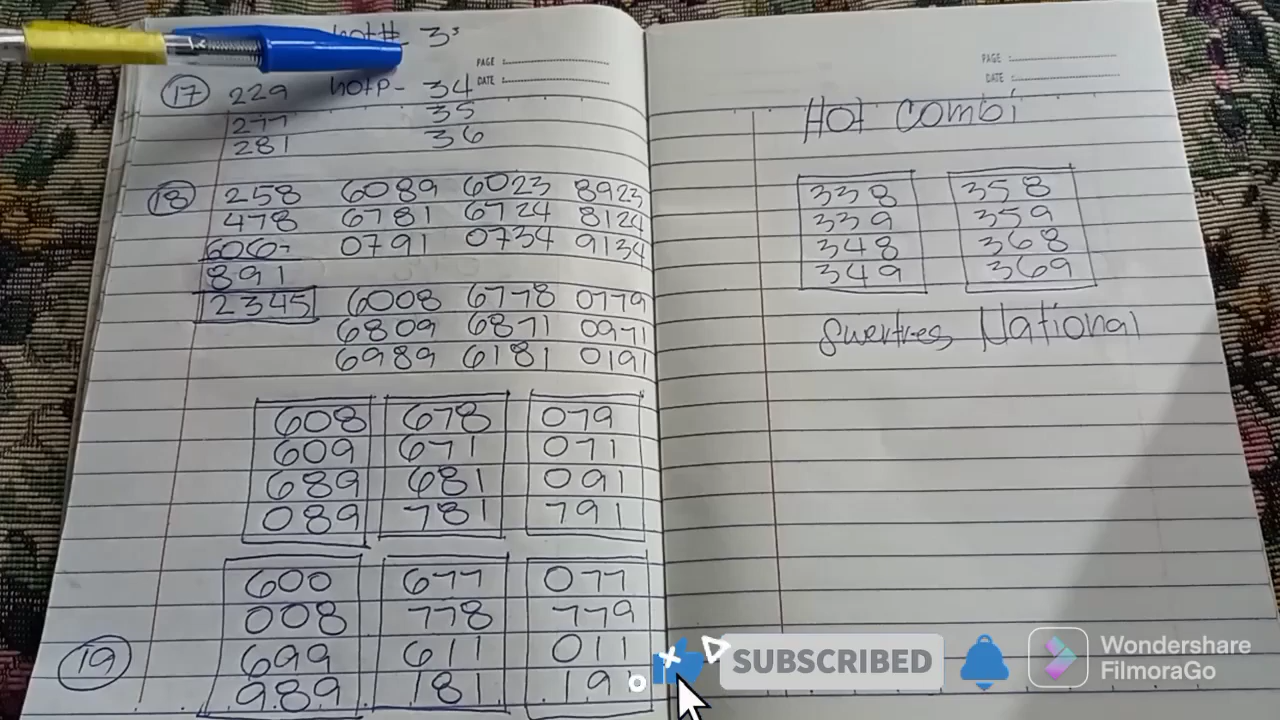 hot# 3
PAGE :
DATE :
17 229 hotp- 34
277 35
281 36
18 258 6089 6023 8923
478 6781 6724 8124
6067 0791 0734 9134
891
2345 6008 6778 0779
6809 6871 0971
6989 6181 0191
608 678 079
609 671 071
689 681 091
089 781 791
600 677 077
008 778 779
19 699 611 011
989 181 191
PAGE :
DATE :
Hot Combi
338 358
339 359
348 368
349 369
Swertres National
SUBSCRIBED
Wondershare
FilmoraGo